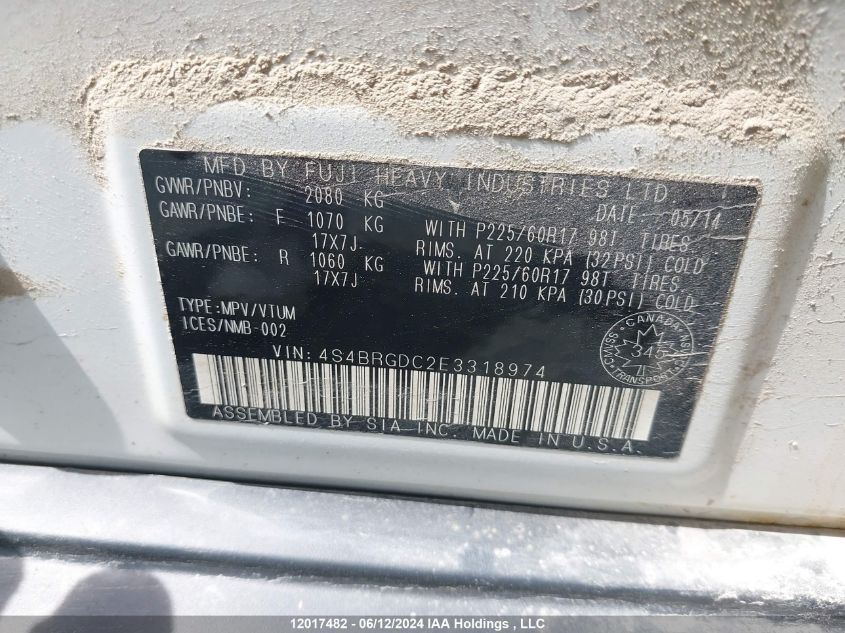 MFD BY FUJI HEAVY INDUSTRIES LTD.
GVWR/PNBV: 2080 KG DATE 05/14
GAWR/PNBE: F 1070 KG WITH P225/60R17 98T TIRES
17X7J RIMS. AT 220 KPA (32PSI) COLD
GAWR/PNBE: R 1060 KG WITH P225/60R17 98T TIRES
17X7J RIMS. AT 210 KPA (30PSI) COLD
TYPE:MPV/VTUM
ICES/NMB-002
VIN: 4S4BRGDC2E3318974
CANADA
345
TRANSPORT
ASSEMBLED BY SIA INC. MADE IN U.S.A.
12017482 - 06/12/2024 IAA Holdings , LLC